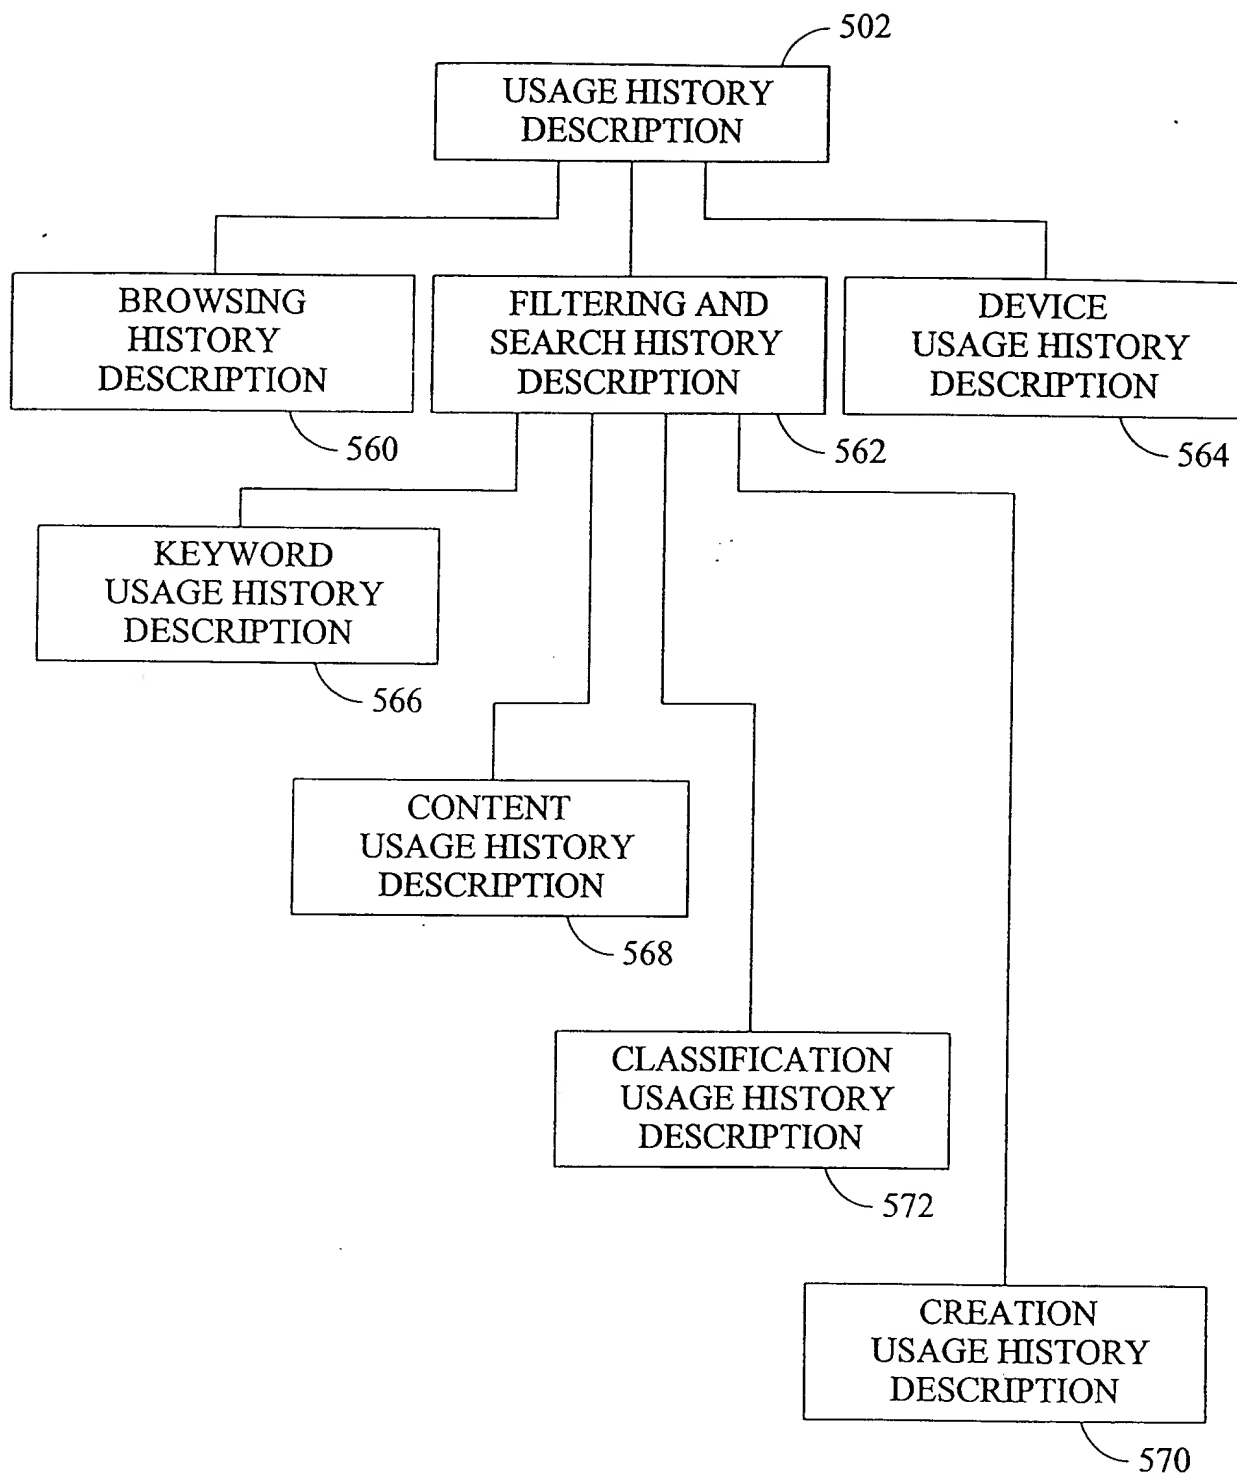 502
USAGE HISTORY
DESCRIPTION
BROWSING
HISTORY
DESCRIPTION
560
FILTERING AND
SEARCH HISTORY
DESCRIPTION
562
DEVICE
USAGE HISTORY
DESCRIPTION
564
KEYWORD
USAGE HISTORY
DESCRIPTION
566
CONTENT
USAGE HISTORY
DESCRIPTION
568
CLASSIFICATION
USAGE HISTORY
DESCRIPTION
572
CREATION
USAGE HISTORY
DESCRIPTION
570